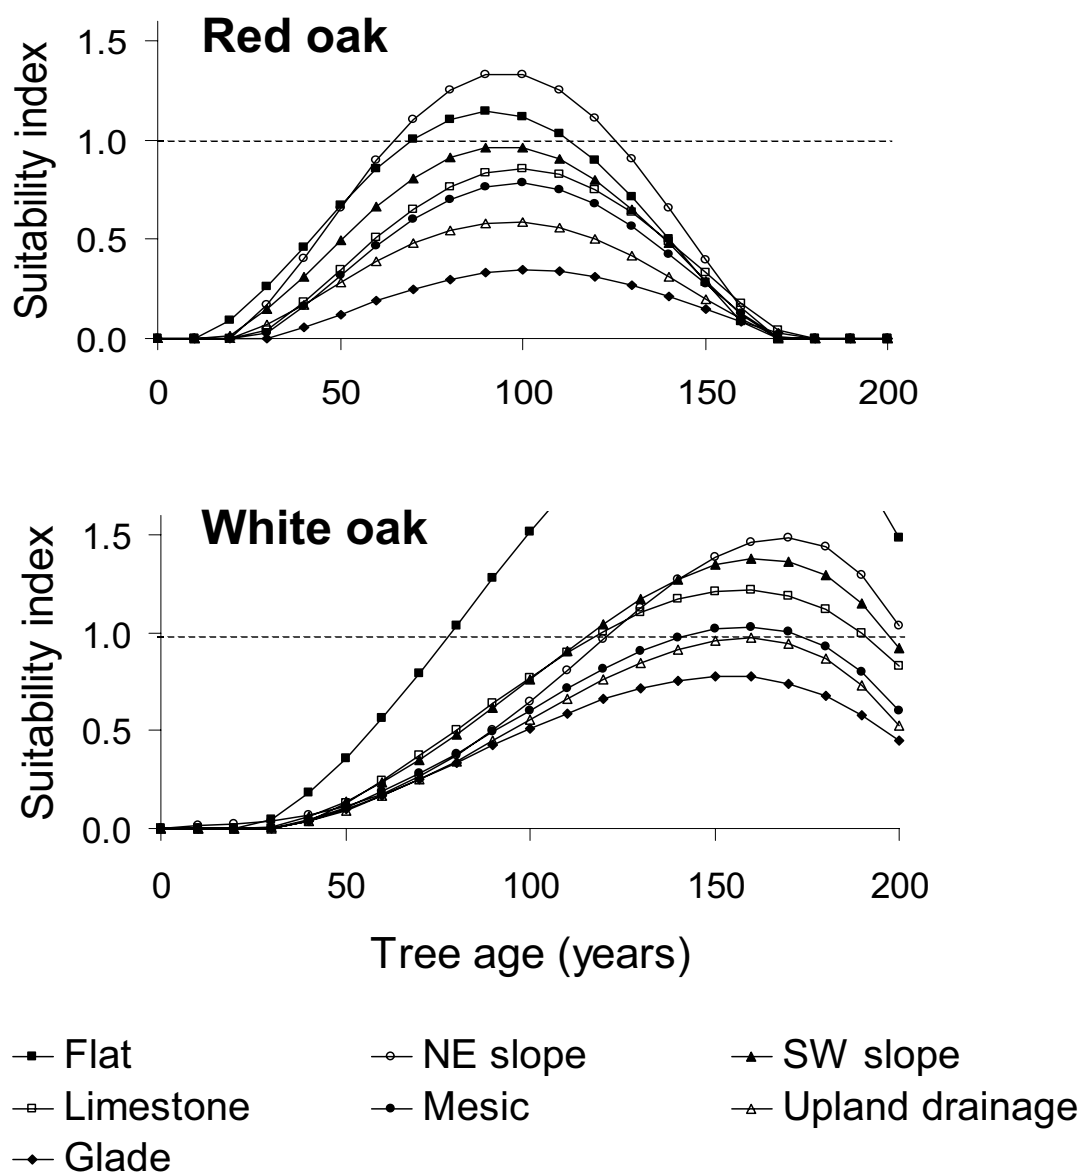 Red oak
Suitability index
1.5
1.0
0.5
0.0
0 50 100 150 200
White oak
Suitability index
1.5
1.0
0.5
0.0
0 50 100 150 200
Tree age (years)
Flat NE slope SW slope
Limestone Mesic Upland drainage
Glade